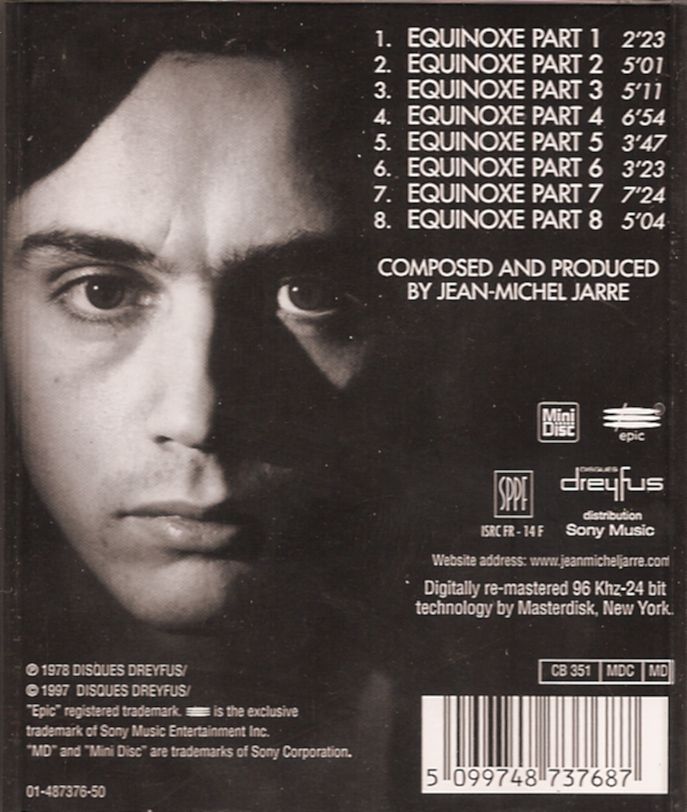 1. EQUINOXE PART 1 2'23
2. EQUINOXE PART 2 5'01
3. EQUINOXE PART 3 5'11
4. EQUINOXE PART 4 6'54
5. EQUINOXE PART 5 3'47
6. EQUINOXE PART 6 3'23
7. EQUINOXE PART 7 7'24
8. EQUINOXE PART 8 5'04
COMPOSED AND PRODUCED
BY JEAN-MICHEL JARRE
Mini Disc
epic
SPPF
ISRC FR - 14 F
DISQUES
dreyfus
distribution
Sony Music
Website address: www.jeanmicheljarre.com
Digitally re-mastered 96 Khz-24 bit
technology by Masterdisk, New York.
℗ 1978 DISQUES DREYFUS/
© 1997 DISQUES DREYFUS/
"Epic" registered trademark. is the exclusive
trademark of Sony Music Entertainment Inc.
"MD" and "Mini Disc" are trademarks of Sony Corporation.
01-487376-50
CB 351 MDC MD
5 099748 737687